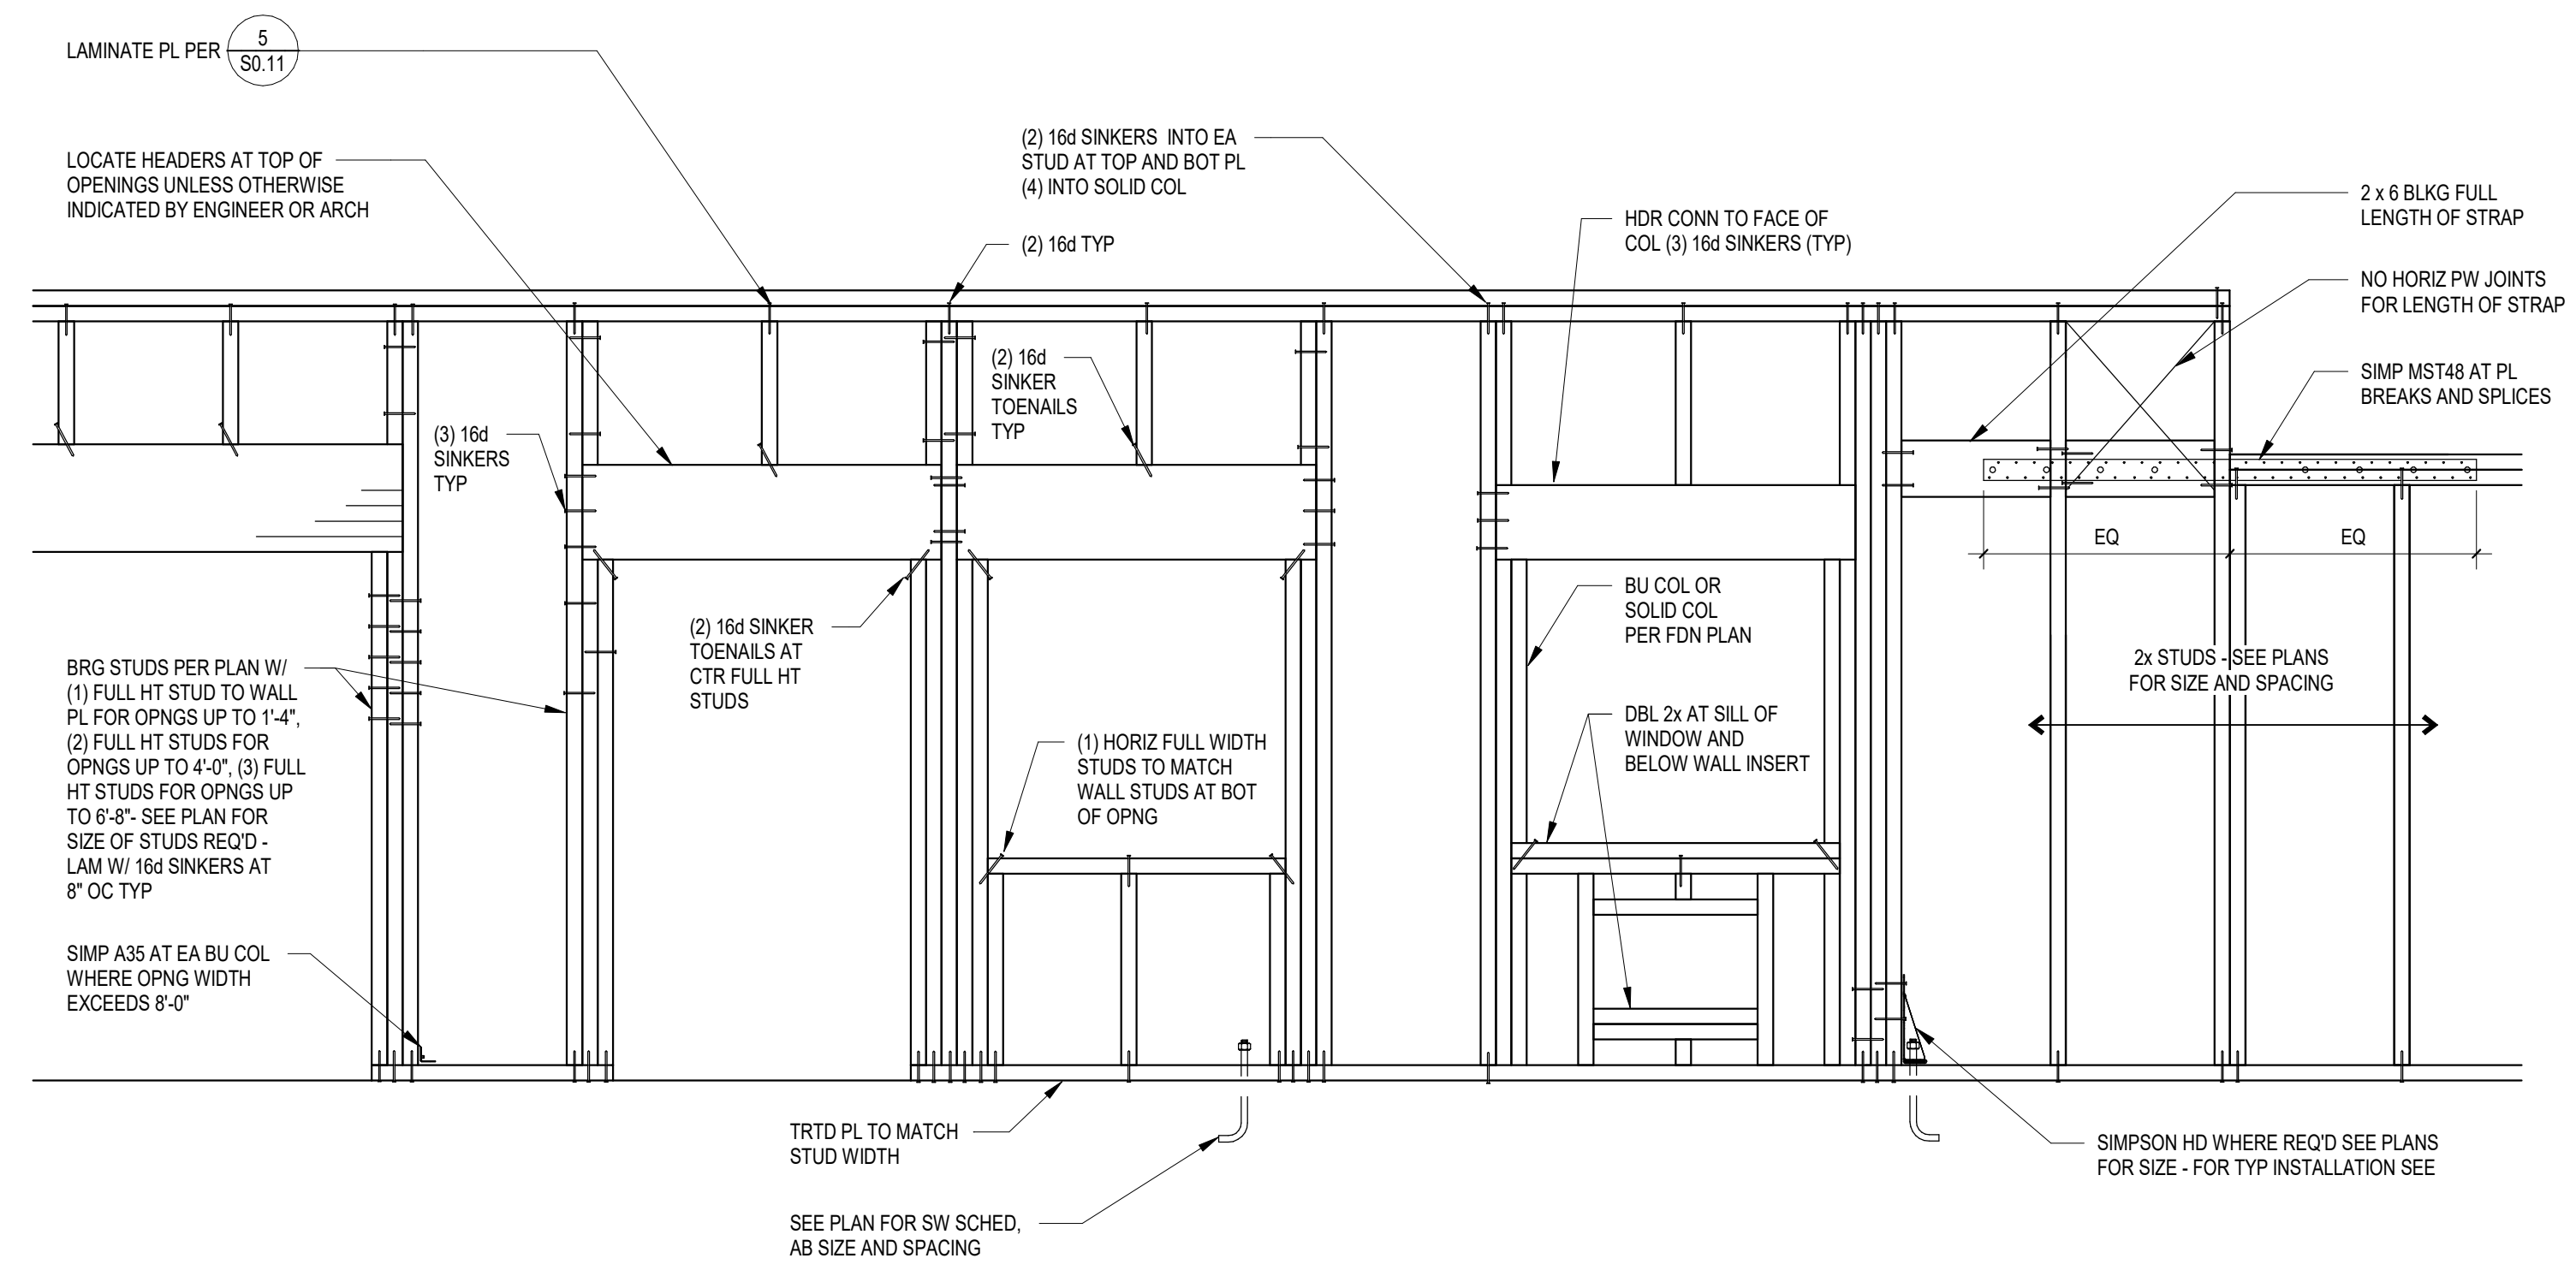 LAMINATE PL PER
5
S0.11
LOCATE HEADERS AT TOP OF
OPENINGS UNLESS OTHERWISE
INDICATED BY ENGINEER OR ARCH
(2) 16d SINKERS INTO EA
STUD AT TOP AND BOT PL
(4) INTO SOLID COL
(2) 16d TYP
HDR CONN TO FACE OF
COL (3) 16d SINKERS (TYP)
2 x 6 BLKG FULL
LENGTH OF STRAP
NO HORIZ PW JOINTS
FOR LENGTH OF STRAP
SIMP MST48 AT PL
BREAKS AND SPLICES
(3) 16d
SINKERS
TYP
(2) 16d
SINKER
TOENAILS
TYP
EQ
EQ
(2) 16d SINKER
TOENAILS AT
CTR FULL HT
STUDS
BU COL OR
SOLID COL
PER FDN PLAN
2x STUDS - SEE PLANS
FOR SIZE AND SPACING
BRG STUDS PER PLAN W/
(1) FULL HT STUD TO WALL
PL FOR OPNGS UP TO 1'-4",
(2) FULL HT STUDS FOR
OPNGS UP TO 4'-0", (3) FULL
HT STUDS FOR OPNGS UP
TO 6'-8"- SEE PLAN FOR
SIZE OF STUDS REQ'D -
LAM W/ 16d SINKERS AT
8" OC TYP
(1) HORIZ FULL WIDTH
STUDS TO MATCH
WALL STUDS AT BOT
OF OPNG
DBL 2x AT SILL OF
WINDOW AND
BELOW WALL INSERT
SIMP A35 AT EA BU COL
WHERE OPNG WIDTH
EXCEEDS 8'-0"
TRTD PL TO MATCH
STUD WIDTH
SEE PLAN FOR SW SCHED,
AB SIZE AND SPACING
SIMPSON HD WHERE REQ'D SEE PLANS
FOR SIZE - FOR TYP INSTALLATION SEE